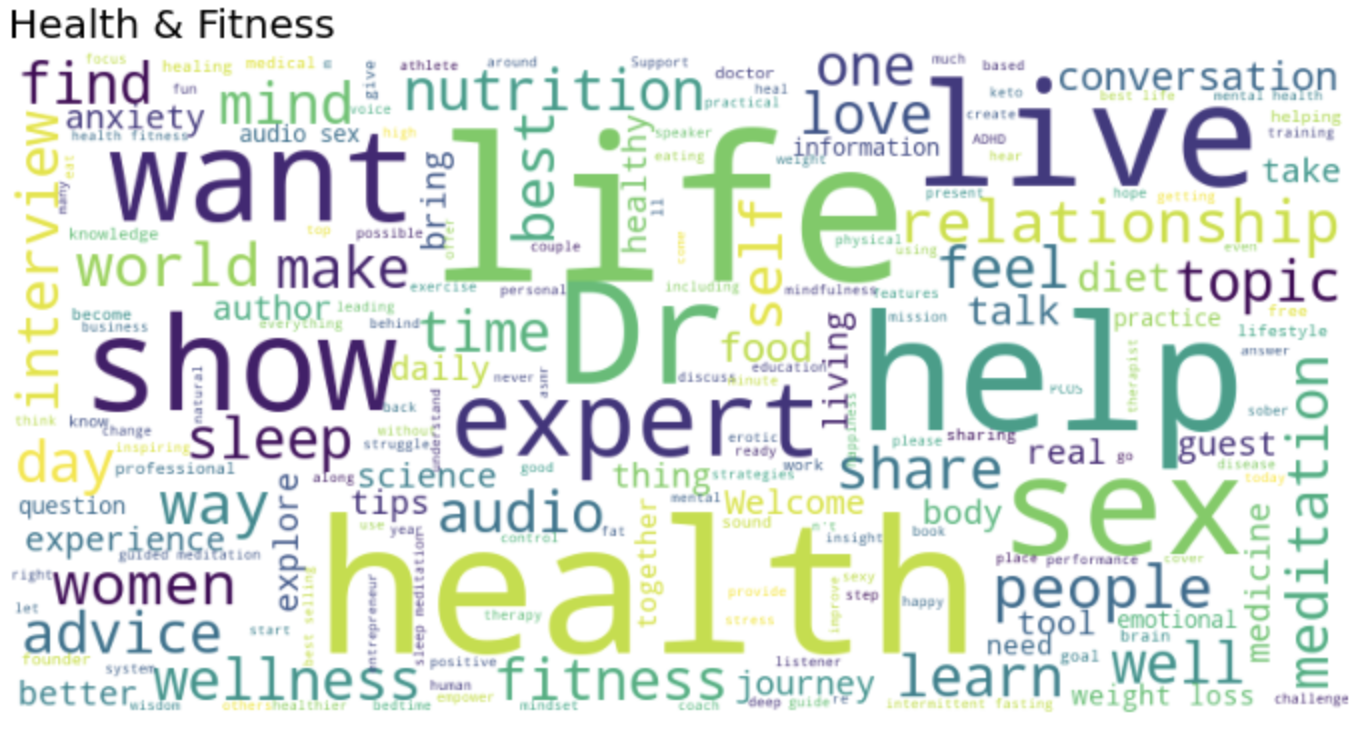 Health & Fitness
focus
healing
medical
give
athlete
around
Support
doctor
one
much
based
conversation
find
fun
mind
voice
nutrition
practical
heal
love
live
keto
best life
mental health
anxiety
health fitness
audio sex
high
best
healthy
speaker
eating
weight
information
create
ADHD
hear
helping
training
take
interview
eat
many
want
bring
offer
life
ll
come
self
present
hope
getting
relationship
knowledge
top
possible
couple
physical
using
even
world
make
exercise
personal
including
mindfulness
features
feel
diet
topic
author
leading
become
business
everything
behind
time
Dr
food
living
mission
talk
practice
free
lifestyle
answer
show
natural
daily
never
asmr
discuss
minute
education
help
PCOS
therapist
think
know
change
back
without
struggle
understand
expert
erotic
ready
work
happiness
please
sharing
sober
guest
disease
today
day
inspiring
sleep
professional
along
science
good
thing
strategies
share
real
go
meditation
question
way
explore
tips
audio
mental
Welcome
sound
n't
insight
book
body
sex
medicine
experience
guided meditation
use
year
control
fat
together
health
place
performance
cover
right
women
best selling
entrepreneur
sleep meditation
therapy
provide
stress
improve
sexy
step
happy
people
tool
emotional
let
advice
start
need
brain
founder
system
positive
human
empower
listener
goal
well
better
wisdom
wellness
others
healthier
bedtime
fitness
mindset
coach
journey
deep
guide
re
learn
intermittent fasting
weight loss
challenge